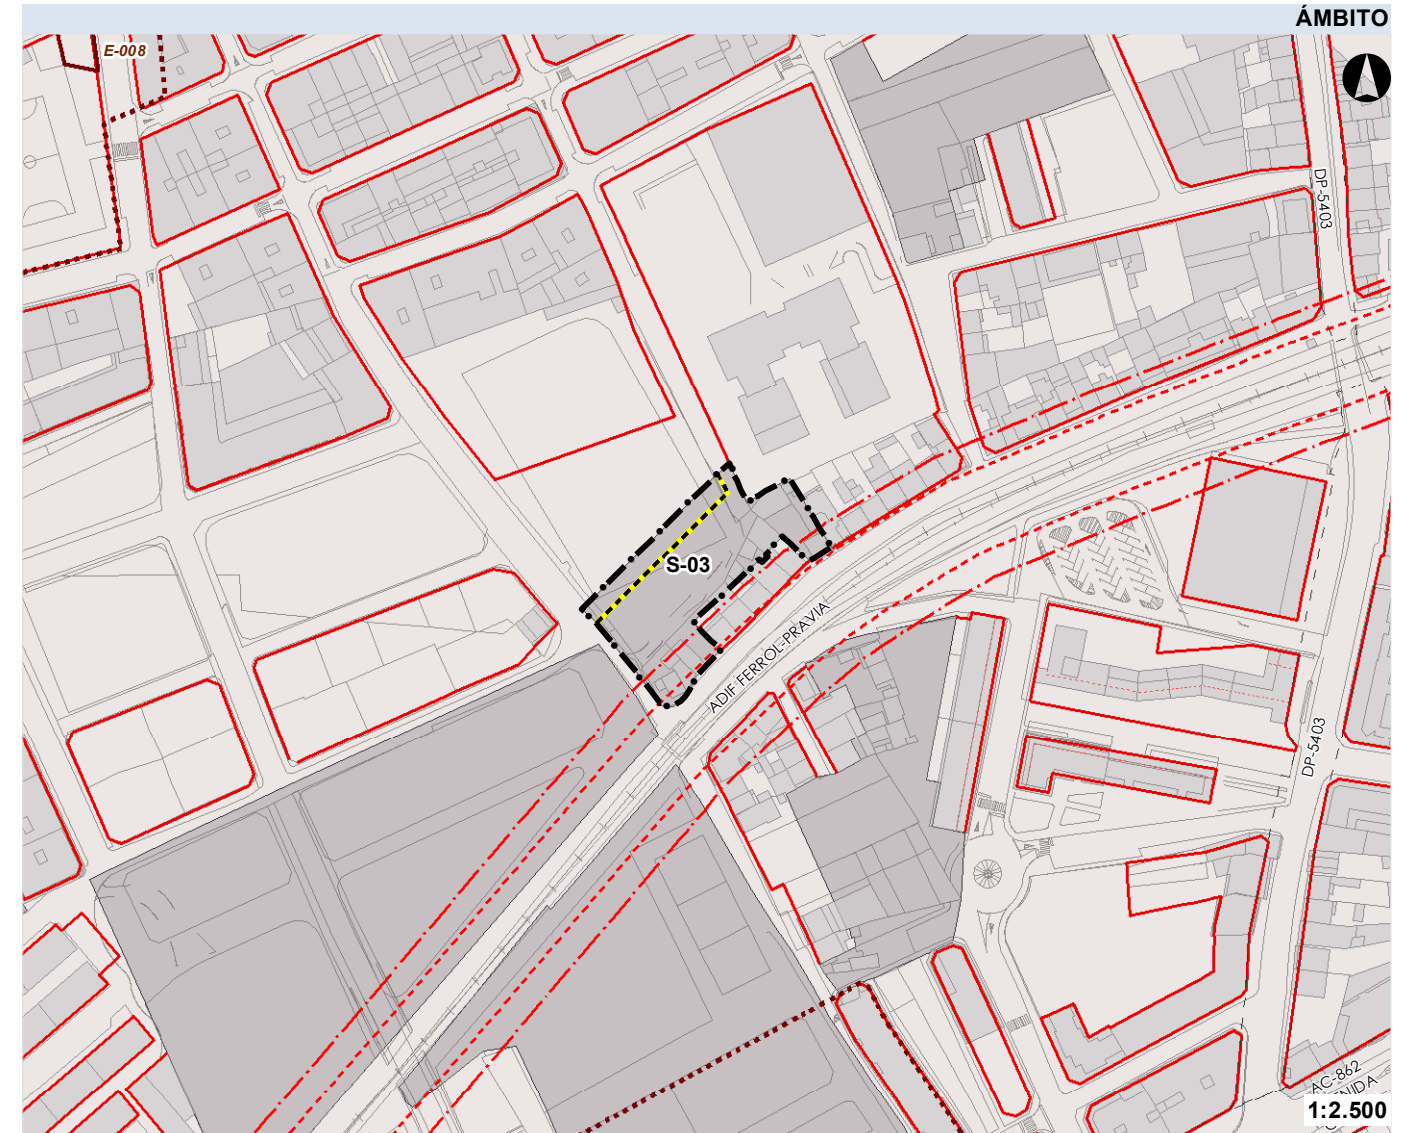 ÁMBITO
E-008
DP-5403
S-03
ADIF FERROL-PRAVIA
DP-5403
AC-862
1:2.500